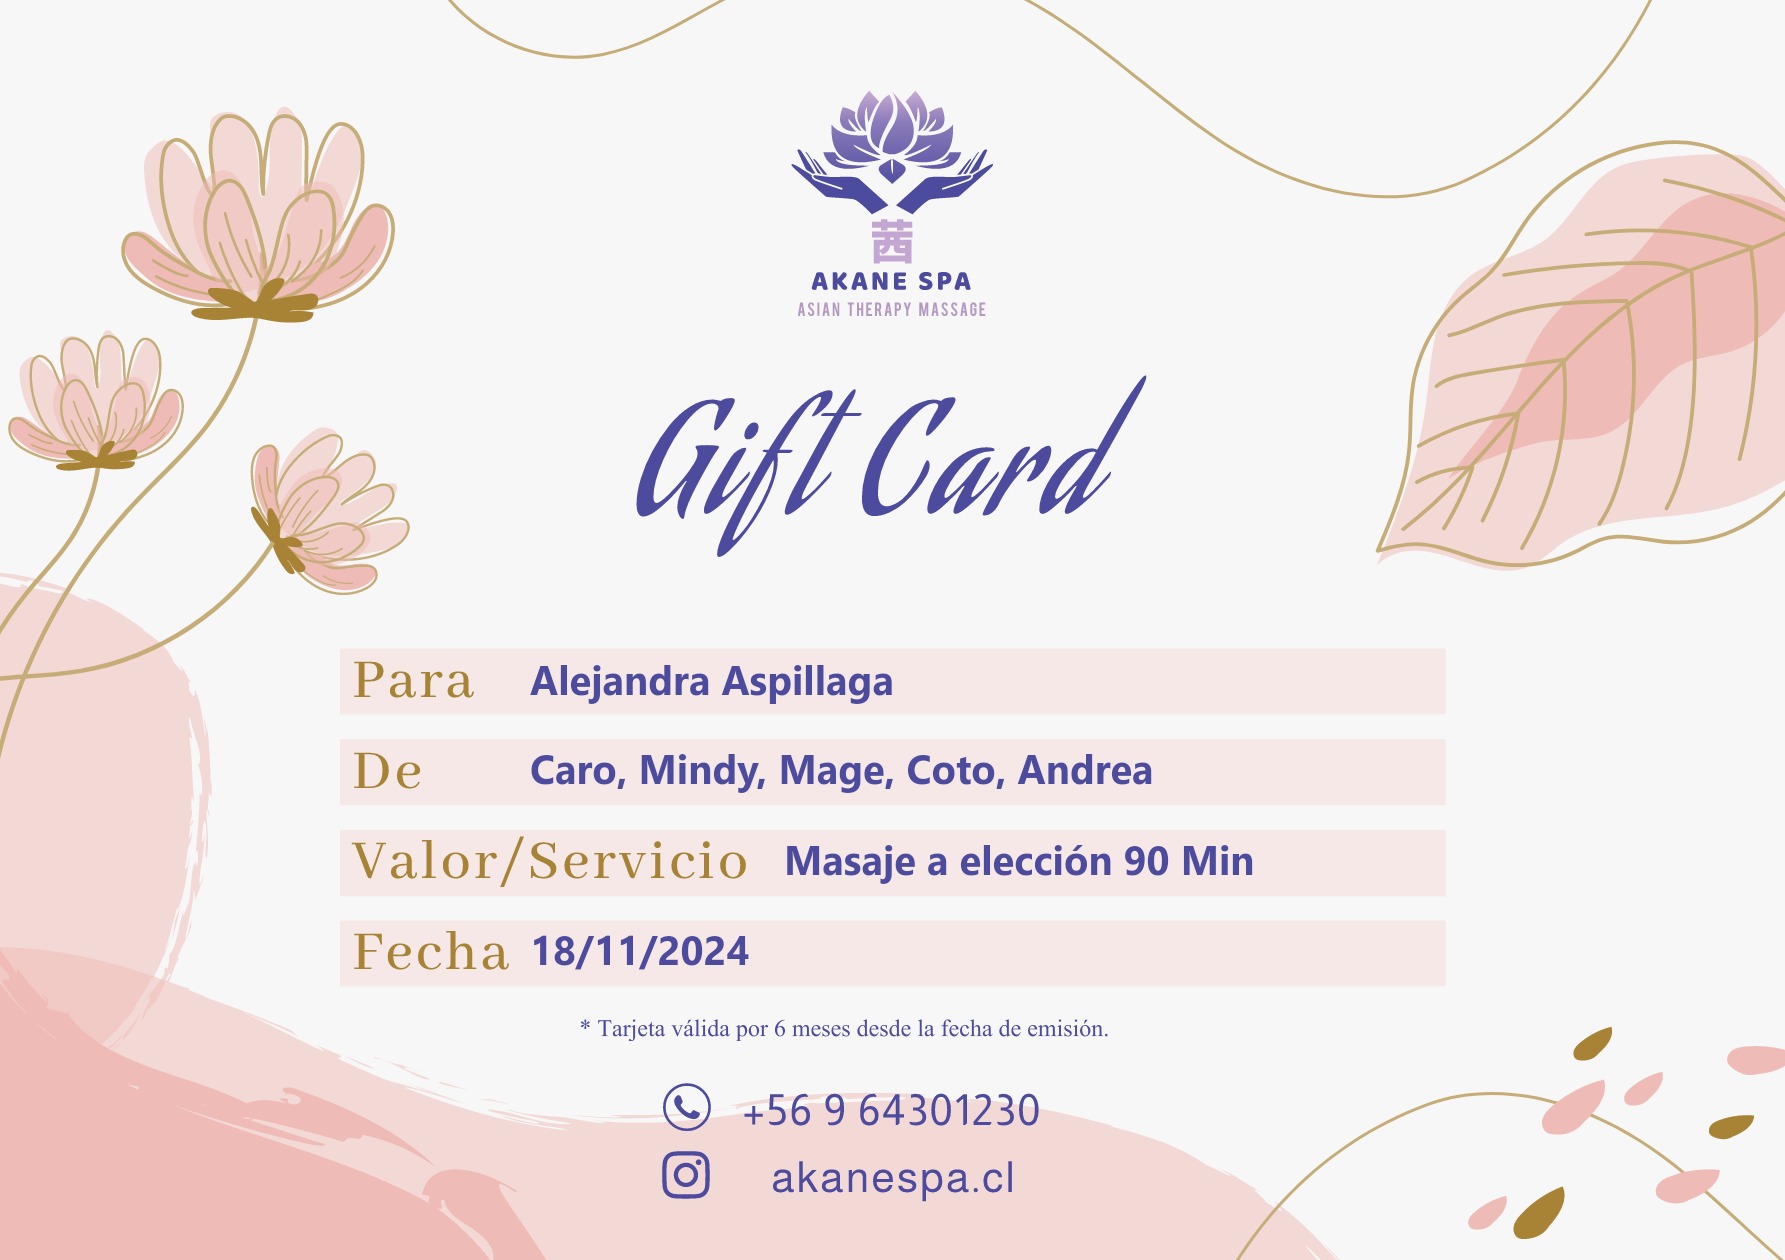 茜
AKANE SPA
ASIAN THERAPY MASSAGE
Gift Card
Para Alejandra Aspillaga
De Caro, Mindy, Mage, Coto, Andrea
Valor/Servicio Masaje a elección 90 Min
Fecha 18/11/2024
* Tarjeta válida por 6 meses desde la fecha de emisión.
+56 9 64301230
akanespa.cl